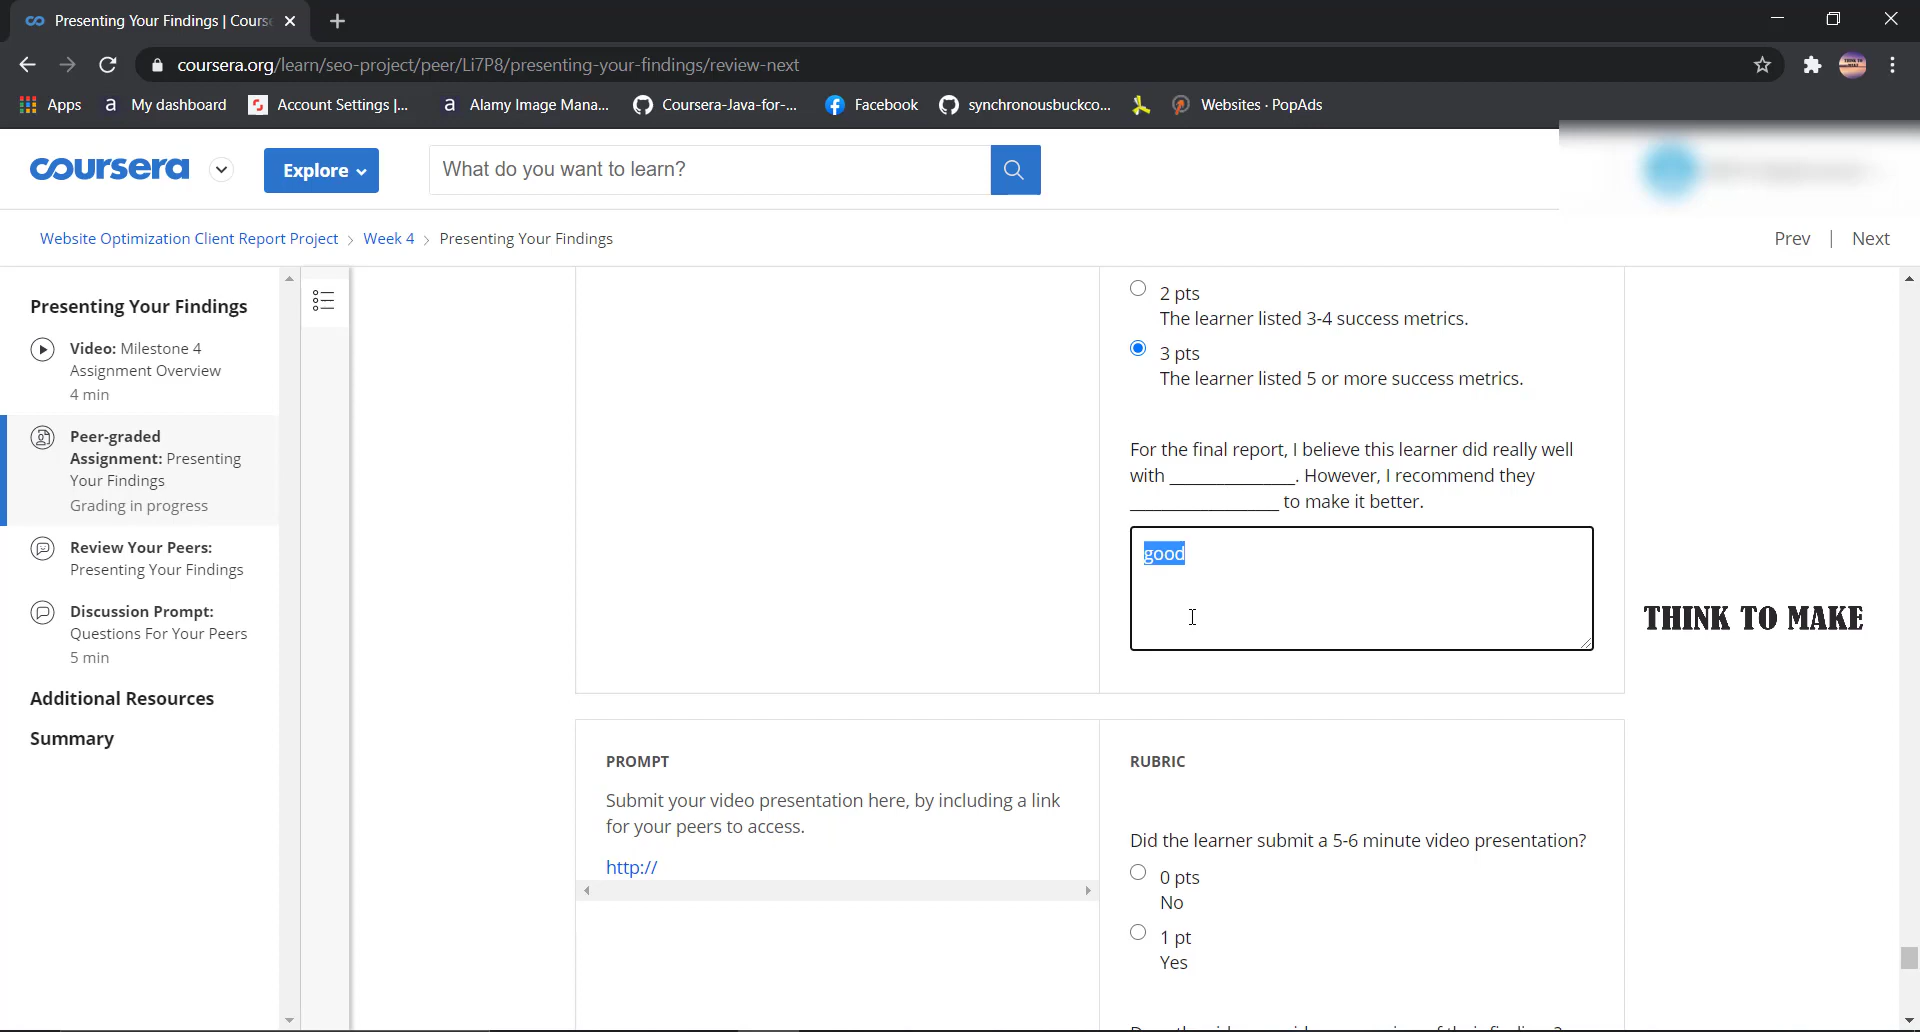 Presenting Your Findings | Cours
coursera.org/learn/seo-project/peer/Li7P8/presenting-your-findings/review-next
Apps
My dashboard
Account Settings |...
Alamy Image Mana...
Coursera-Java-for-...
Facebook
synchronousbuckco...
Websites · PopAds
coursera
Explore
What do you want to learn?
Website Optimization Client Report Project > Week 4 > Presenting Your Findings
Prev | Next
Presenting Your Findings
Video: Milestone 4
Assignment Overview
4 min
Peer-graded
Assignment: Presenting
Your Findings
Grading in progress
Review Your Peers:
Presenting Your Findings
Discussion Prompt:
Questions For Your Peers
5 min
Additional Resources
Summary
2 pts
The learner listed 3-4 success metrics.
3 pts
The learner listed 5 or more success metrics.
For the final report, I believe this learner did really well
with ______________. However, I recommend they
_________________ to make it better.
good
THINK TO MAKE
PROMPT
Submit your video presentation here, by including a link
for your peers to access.
http://
RUBRIC
Did the learner submit a 5-6 minute video presentation?
0 pts
No
1 pt
Yes